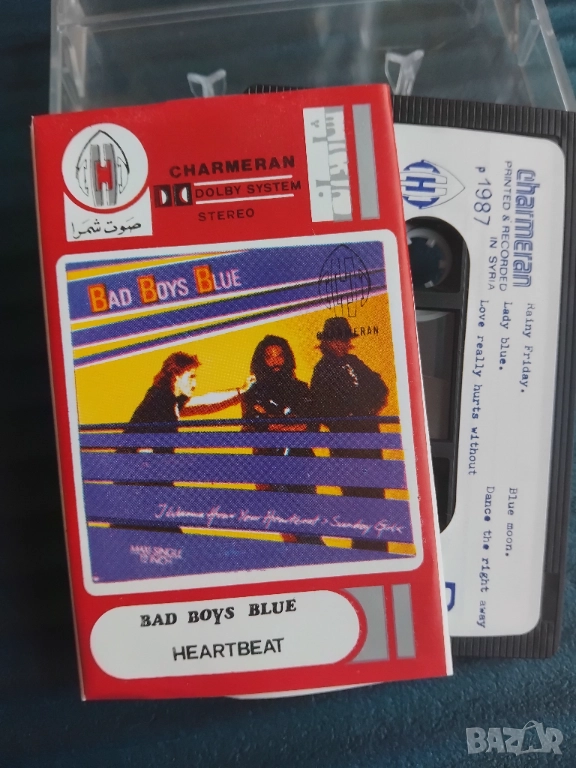 CHARMERAN
DOLBY SYSTEM
STEREO
صوت شمرا
BAD BOYS BLUE
CHARMERAN
I Wanna Hear Your Heartbeat > Sunday Girl <
MAXI-SINGLE
12 INCH
BAD BOYS BLUE
HEARTBEAT
charmeran
PRINTED & RECORDED
IN SYRIA
p 1987
Rainy Friday.
Lady blue.
Love really hurts without
Blue moon.
Dance the right away
BAZAR